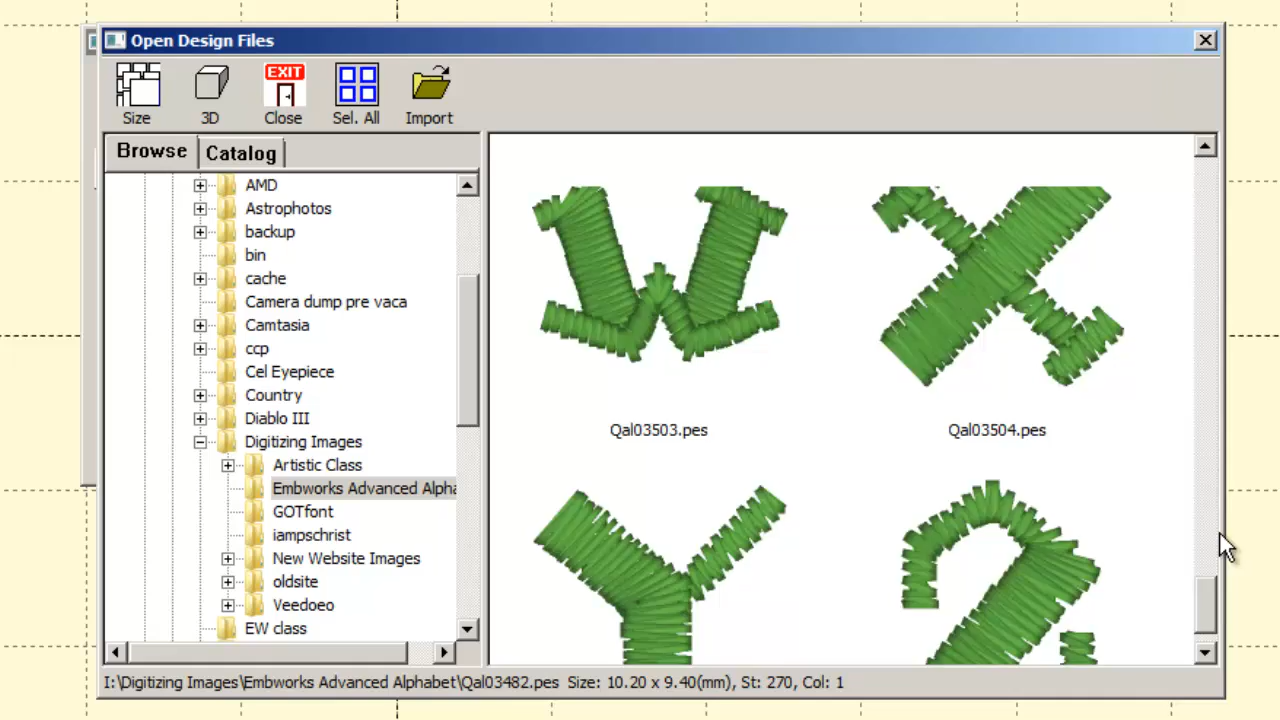 Open Design Files
EXIT
Size 3D Close Sel. All Import
Browse Catalog
AMD
Astrophotos
backup
bin
cache
Camera dump pre vaca
Camtasia
ccp
Cel Eyepiece
Country
Diablo III
Digitizing Images
Artistic Class
Embworks Advanced Alpha
GOTfont
iampschrist
New Website Images
oldsite
Veedoeo
EW class
W X
Qal03503.pes Qal03504.pes
Y
I:\Digitizing Images\Embworks Advanced Alphabet\Qal03482.pes Size: 10.20 x 9.40(mm), St: 270, Col: 1